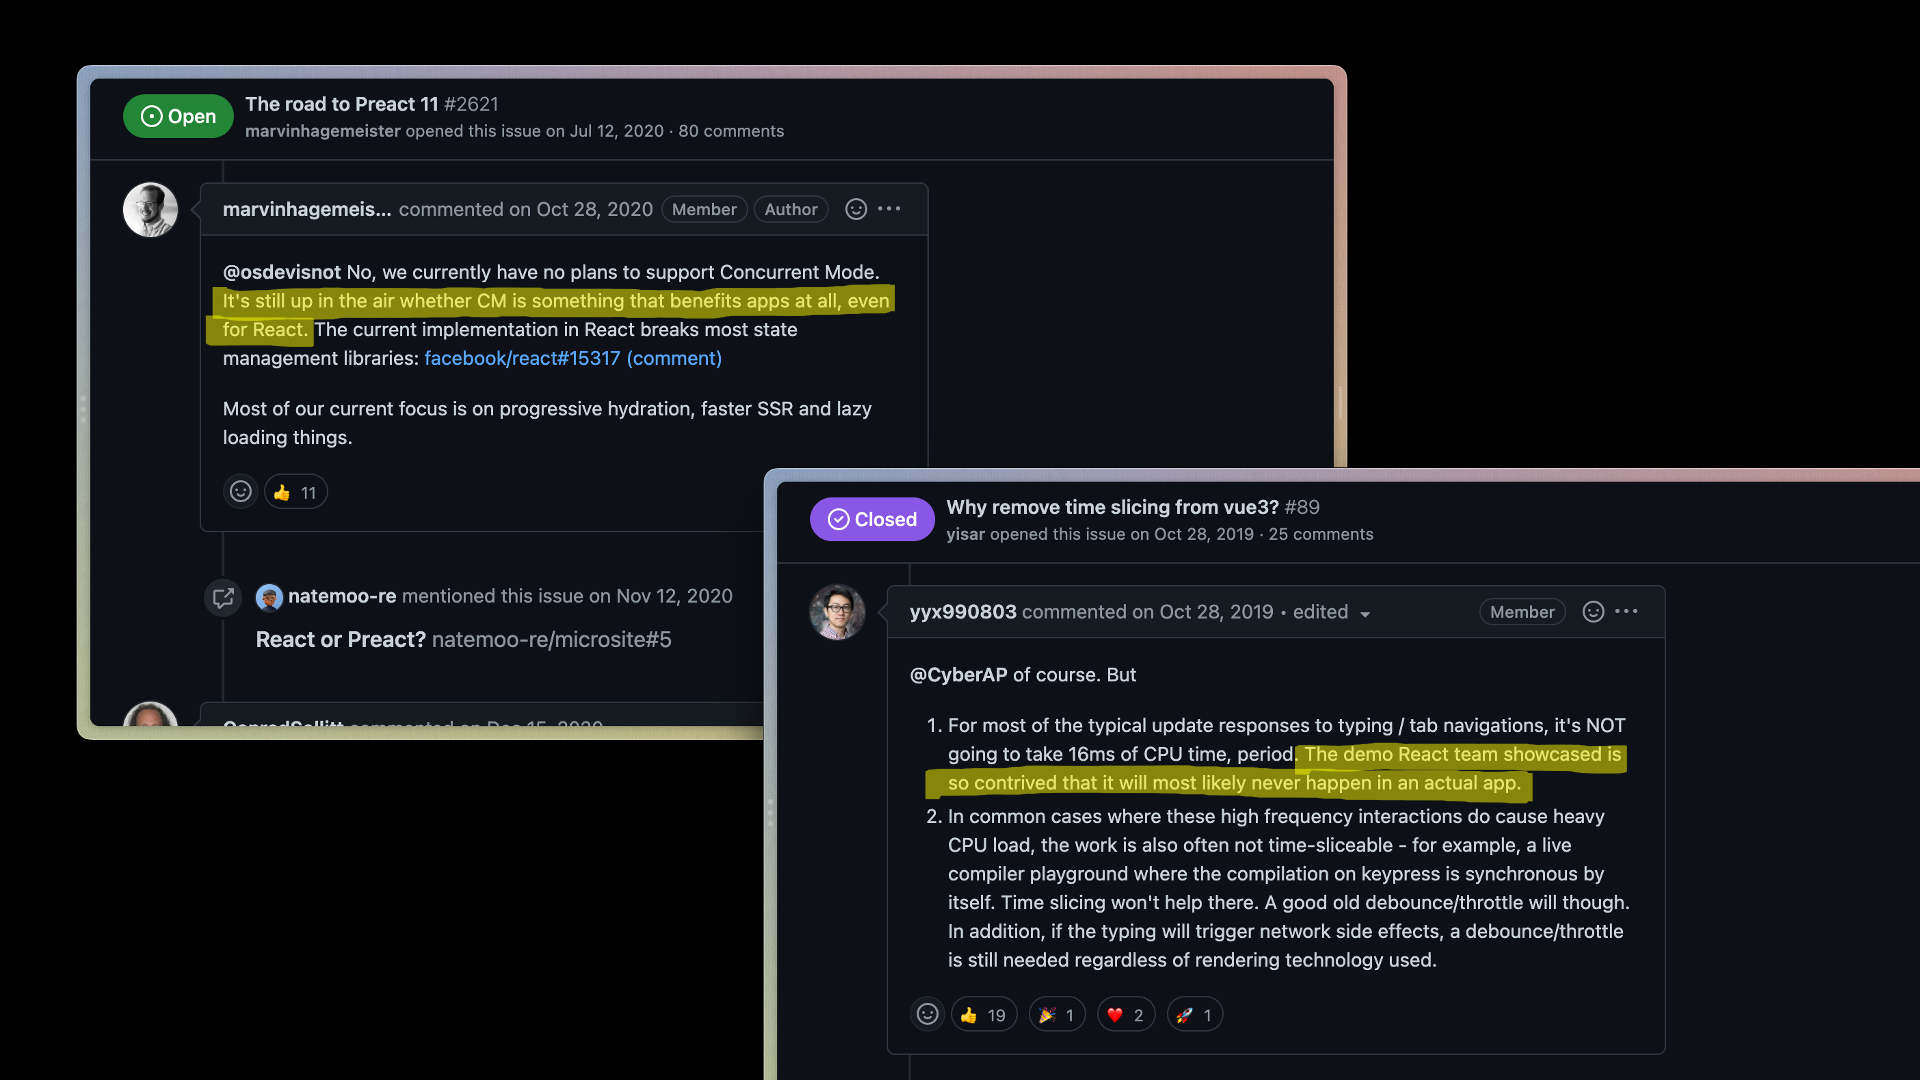 Open
The road to Preact 11 #2621
marvinhagemeister opened this issue on Jul 12, 2020 · 80 comments
marvinhagemeis... commented on Oct 28, 2020 Member Author
@osdevisnot No, we currently have no plans to support Concurrent Mode.
It's still up in the air whether CM is something that benefits apps at all, even
for React. The current implementation in React breaks most state
management libraries: facebook/react#15317 (comment)
Most of our current focus is on progressive hydration, faster SSR and lazy
loading things.
👍 11
natemoo-re mentioned this issue on Nov 12, 2020
React or Preact? natemoo-re/microsite#5
ConradSollitt commented on Dec 15, 2020
Closed
Why remove time slicing from vue3? #89
yisar opened this issue on Oct 28, 2019 · 25 comments
yyx990803 commented on Oct 28, 2019 • edited Member
@CyberAP of course. But
1. For most of the typical update responses to typing / tab navigations, it's NOT
going to take 16ms of CPU time, period. The demo React team showcased is
so contrived that it will most likely never happen in an actual app.
2. In common cases where these high frequency interactions do cause heavy
CPU load, the work is also often not time-sliceable - for example, a live
compiler playground where the compilation on keypress is synchronous by
itself. Time slicing won't help there. A good old debounce/throttle will though.
In addition, if the typing will trigger network side effects, a debounce/throttle
is still needed regardless of rendering technology used.
👍 19 🎉 1 ❤️ 2 🚀 1